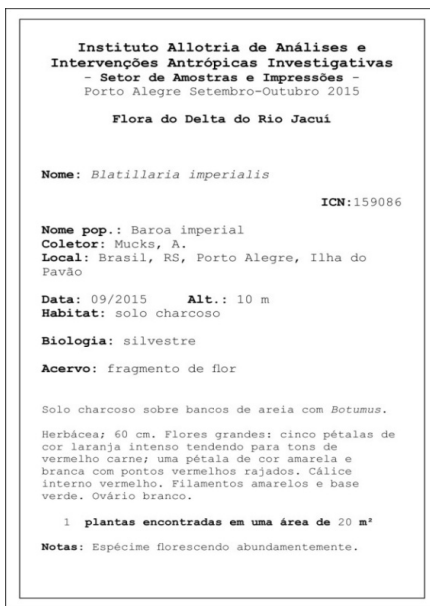 Instituto Allotria de Análises e
Intervenções Antrópicas Investigativas
- Setor de Amostras e Impressões -
Porto Alegre Setembro-Outubro 2015
Flora do Delta do Rio Jacuí
Nome: Blatillaria imperialis
ICN:159086
Nome pop.: Baroa imperial
Coletor: Mucks, A.
Local: Brasil, RS, Porto Alegre, Ilha do
Pavão
Data: 09/2015 Alt.: 10 m
Habitat: solo charcoso
Biologia: silvestre
Acervo: fragmento de flor
Solo charcoso sobre bancos de areia com Botumus.
Herbácea; 60 cm. Flores grandes: cinco pétalas de
cor laranja intenso tendendo para tons de
vermelho carne; uma pétala de cor amarela e
branca com pontos vermelhos rajados. Cálice
interno vermelho. Filamentos amarelos e base
verde. Ovário branco.
1 plantas encontradas em uma área de 20 m²
Notas: Espécime florescendo abundamentemente.